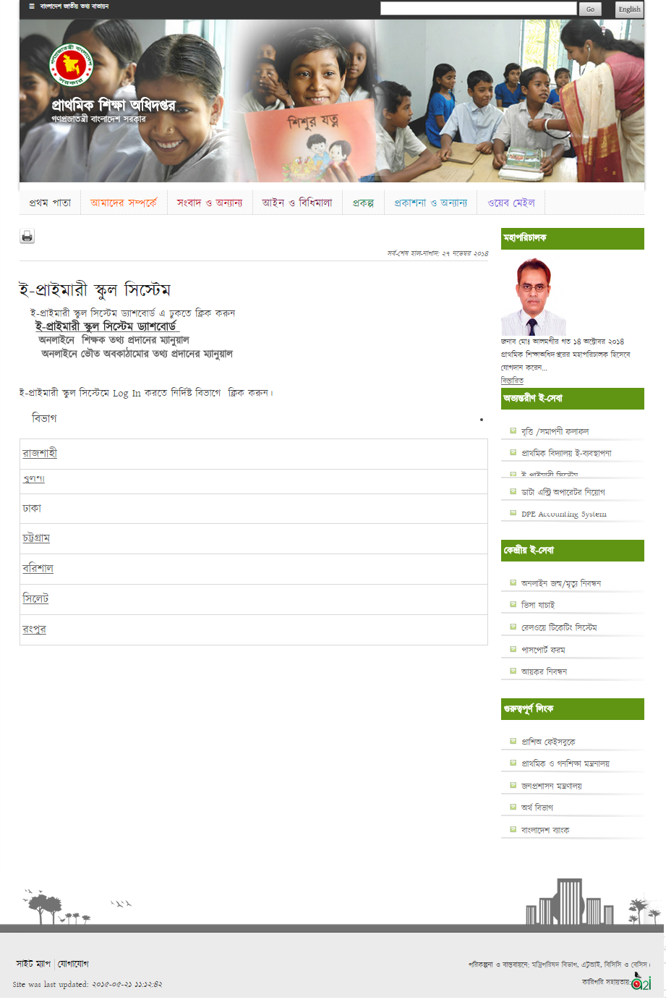 বাংলাদেশ জাতীয় তথ্য বাতায়ন
Go
English
প্রাথমিক শিক্ষা অধিদপ্তর
গণপ্রজাতন্ত্রী বাংলাদেশ সরকার
শিশুর যত্ন
প্রথম পাতা
আমাদের সম্পর্কে
সংবাদ ও অন্যান্য
আইন ও বিধিমালা
প্রকল্প
প্রকাশনা ও অন্যান্য
ওয়েব মেইল
সর্ব-শেষ হাল-নাগাদ: ২৭ নভেম্বর ২০১৪
ই-প্রাইমারী স্কুল সিস্টেম
ই-প্রাইমারী স্কুল সিস্টেম ড্যাশবোর্ড এ ঢুকতে ক্লিক করুন
ই-প্রাইমারী স্কুল সিস্টেম ড্যাশবোর্ড
অনলাইনে শিক্ষক তথ্য প্রদানের ম্যানুয়াল
অনলাইনে ভৌত অবকাঠামোর তথ্য প্রদানের ম্যানুয়াল
ই-প্রাইমারী স্কুল সিস্টেমে Log In করতে নির্দিষ্ট বিভাগে ক্লিক করুন।
বিভাগ
রাজশাহী
খুলনা
ঢাকা
চট্টগ্রাম
বরিশাল
সিলেট
রংপুর
মহাপরিচালক
জনাব মোঃ আলমগীর গত ১৪ অক্টোবর ২০১৪
প্রাথমিক শিক্ষাঅধিদপ্তরের মহাপরিচালক হিসেবে
যোগদান করেন...
বিস্তারিত
অভ্যন্তরীণ ই-সেবা
বৃত্তি /সমাপনী ফলাফল
প্রাথমিক বিদ্যালয় ই-ব্যবস্থাপনা
ই প্রাইমারী সিস্টেম
ডাটা এন্ট্রি অপারেটর নিয়োগ
DPE Accounting System
কেন্দ্রীয় ই-সেবা
অনলাইন জন্ম/মৃত্যু নিবন্ধন
ভিসা যাচাই
রেলওয়ে টিকেটিং সিস্টেম
পাসপোর্ট ফরম
আয়কর নিবন্ধন
গুরুত্বপূর্ণ লিংক
প্রাশিঅ ফেইসবুকে
প্রাথমিক ও গনশিক্ষা মন্ত্রনালয়
জনপ্রশাসন মন্ত্রণালয়
অর্থ বিভাগ
বাংলাদেশ ব্যাংক
সাইট ম্যাপ
যোগাযোগ
Site was last updated: ২০১৫-০৫-২১ ১১:১২:৪২
পরিকল্পনা ও বাস্তবায়নে: মন্ত্রিপরিষদ বিভাগ, এটুআই, বিসিসি ও বেসিস।
কারিগরি সহায়তায়:
a2i